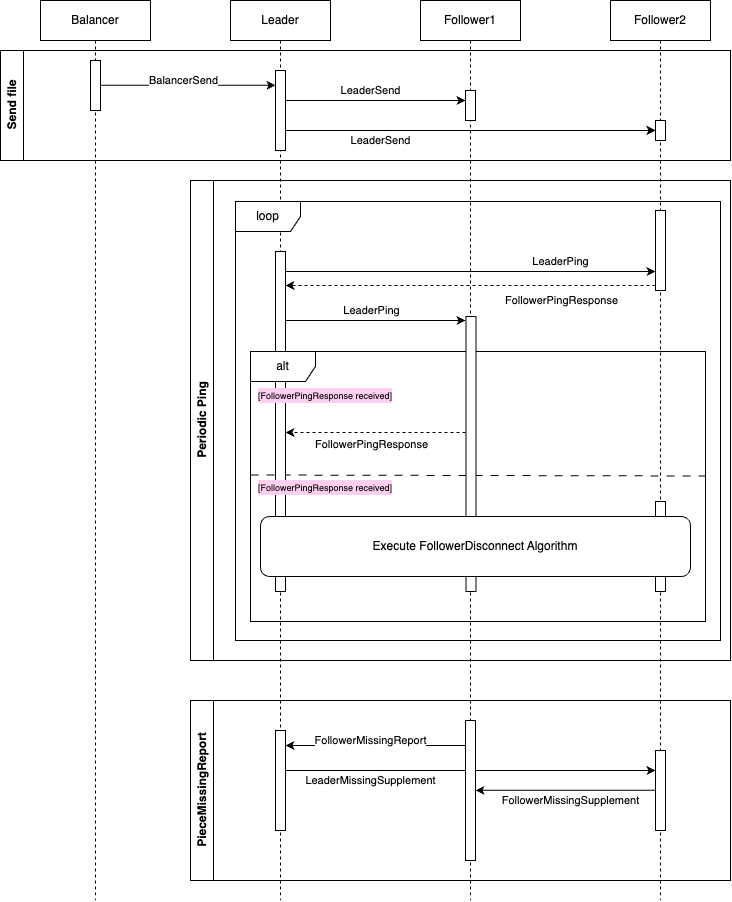 Balancer
Leader
Follower1
Follower2
Send file
BalancerSend
LeaderSend
LeaderSend
Periodic Ping
loop
LeaderPing
FollowerPingResponse
LeaderPing
alt
[FollowerPingResponse received]
FollowerPingResponse
[FollowerPingResponse received]
Execute FollowerDisconnect Algorithm
PieceMissingReport
FollowerMissingReport
LeaderMissingSupplement
FollowerMissingSupplement